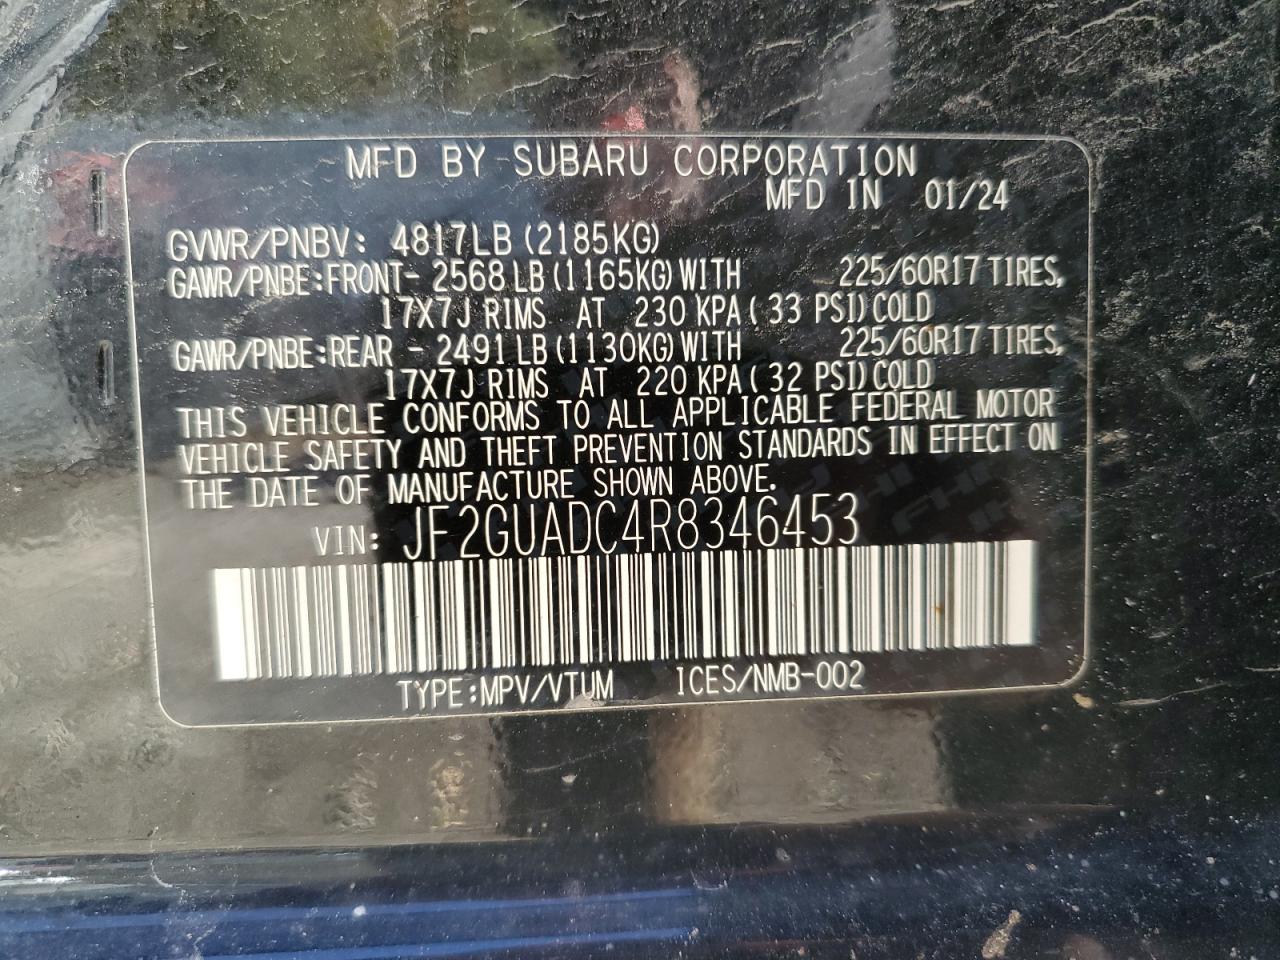 MFD BY SUBARU CORPORATION
MFD IN 01/24
GVWR/PNBV: 4817LB (2185KG)
GAWR/PNBE:FRONT- 2568 LB (1165KG) WITH 225/60R17 TIRES,
17X7J RIMS AT 230 KPA ( 33 PSI) COLD
GAWR/PNBE:REAR - 2491 LB (1130KG) WITH 225/60R17 TIRES,
17X7J RIMS AT 220 KPA ( 32 PSI) COLD
THIS VEHICLE CONFORMS TO ALL APPLICABLE FEDERAL MOTOR
VEHICLE SAFETY AND THEFT PREVENTION STANDARDS IN EFFECT ON
THE DATE OF MANUFACTURE SHOWN ABOVE.
VIN: JF2GUADC4R8346453
TYPE:MPV/VTUM ICES/NMB-002